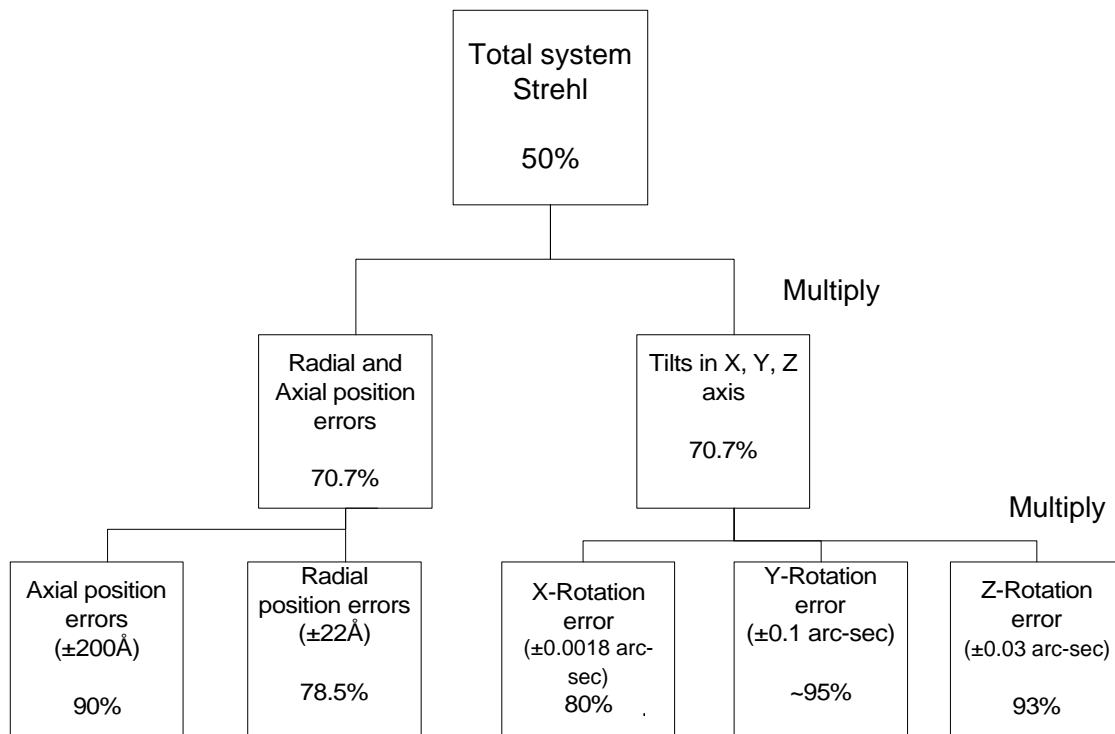 Total system
Strehl
50%
Multiply
Radial and
Axial position
errors
70.7%
Tilts in X, Y, Z
axis
70.7%
Multiply
Axial position
errors
(±200Å)
90%
Radial
position errors
(±22Å)
78.5%
X-Rotation
error
(±0.0018 arc-
sec)
80%
Y-Rotation
error
(±0.1 arc-sec)
~95%
Z-Rotation
error
(±0.03 arc-sec)
93%